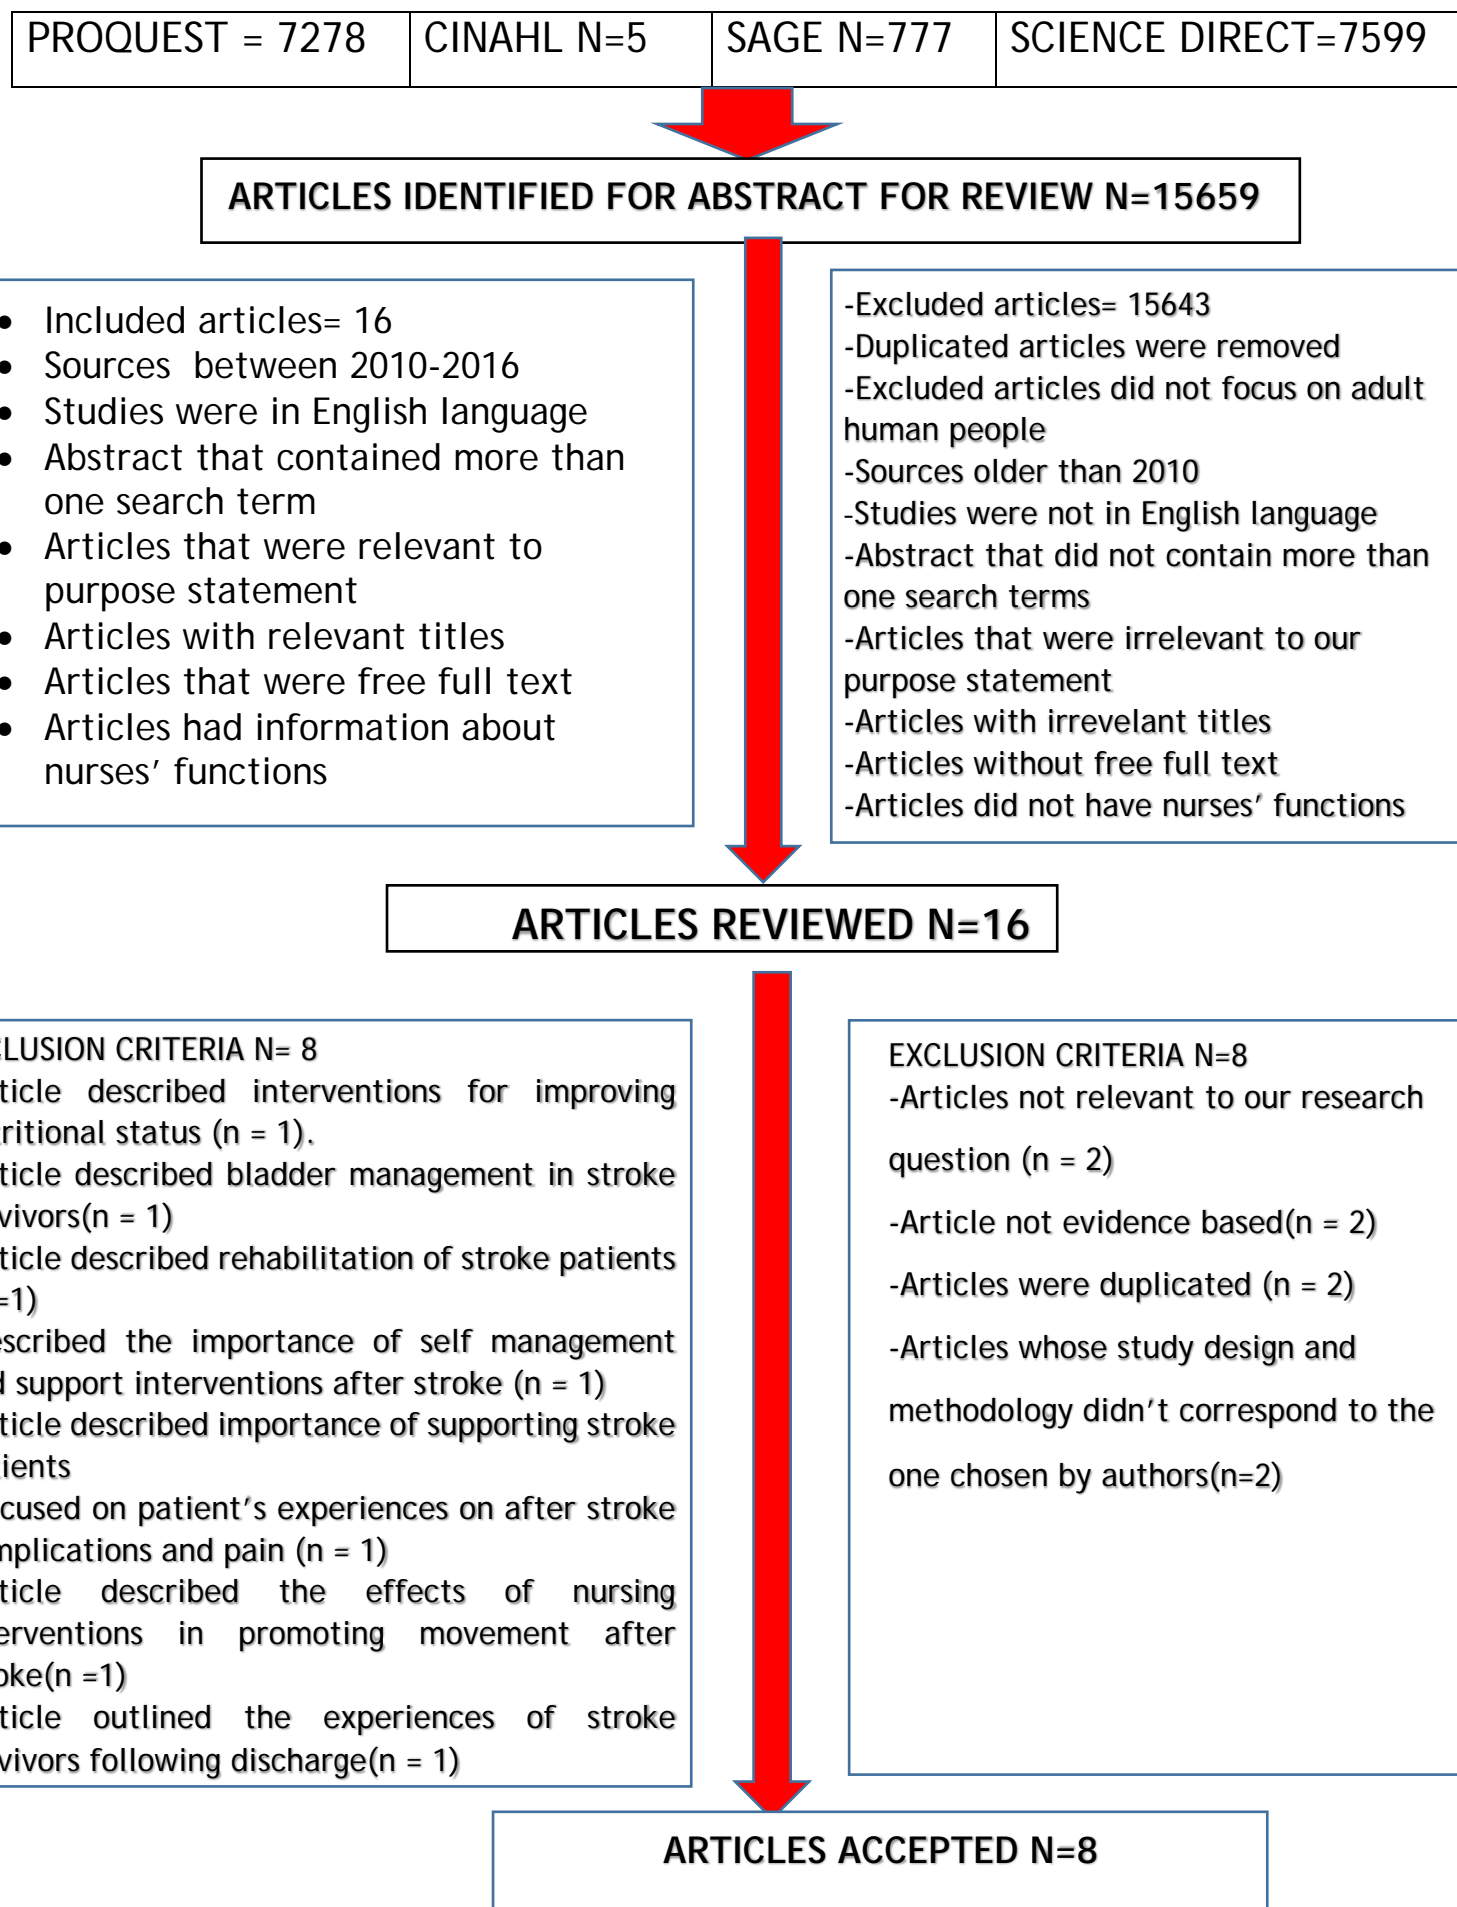 PROQUEST = 7278
CINAHL N=5
SAGE N=777
SCIENCE DIRECT=7599
ARTICLES IDENTIFIED FOR ABSTRACT FOR REVIEW N=15659
• Included articles= 16
• Sources between 2010-2016
• Studies were in English language
• Abstract that contained more than
one search term
• Articles that were relevant to
purpose statement
• Articles with relevant titles
• Articles that were free full text
• Articles had information about
nurses’ functions
-Excluded articles= 15643
-Duplicated articles were removed
-Excluded articles did not focus on adult
human people
-Sources older than 2010
-Studies were not in English language
-Abstract that did not contain more than
one search terms
-Articles that were irrelevant to our
purpose statement
-Articles with irrevelant titles
-Articles without free full text
-Articles did not have nurses’ functions
ARTICLES REVIEWED N=16
CLUSION CRITERIA N= 8
ticle described interventions for improving
ritional status (n = 1).
ticle described bladder management in stroke
vivors(n = 1)
ticle described rehabilitation of stroke patients
=1)
scribed the importance of self management
d support interventions after stroke (n = 1)
ticle described importance of supporting stroke
ients
cused on patient’s experiences on after stroke
mplications and pain (n = 1)
ticle described the effects of nursing
erventions in promoting movement after
oke(n =1)
ticle outlined the experiences of stroke
vivors following discharge(n = 1)
EXCLUSION CRITERIA N=8
-Articles not relevant to our research
question (n = 2)
-Article not evidence based(n = 2)
-Articles were duplicated (n = 2)
-Articles whose study design and
methodology didn’t correspond to the
one chosen by authors(n=2)
ARTICLES ACCEPTED N=8